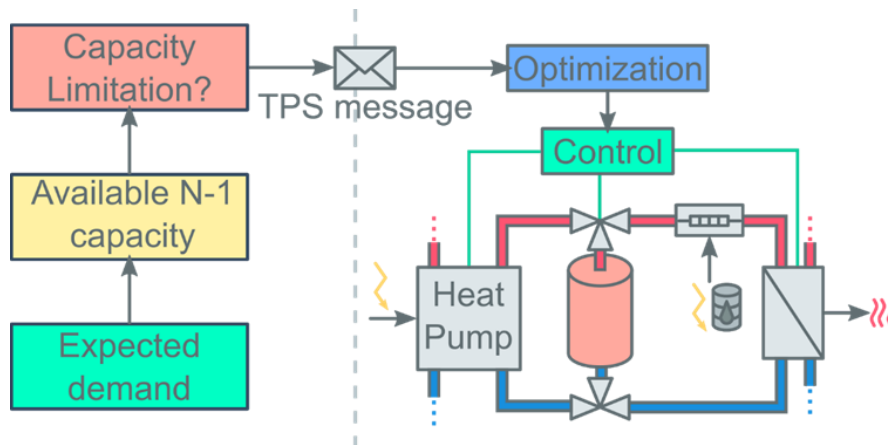 Capacity
Limitation?
TPS message
Optimization
Control
Available N-1
capacity
Heat
Pump
Expected
demand